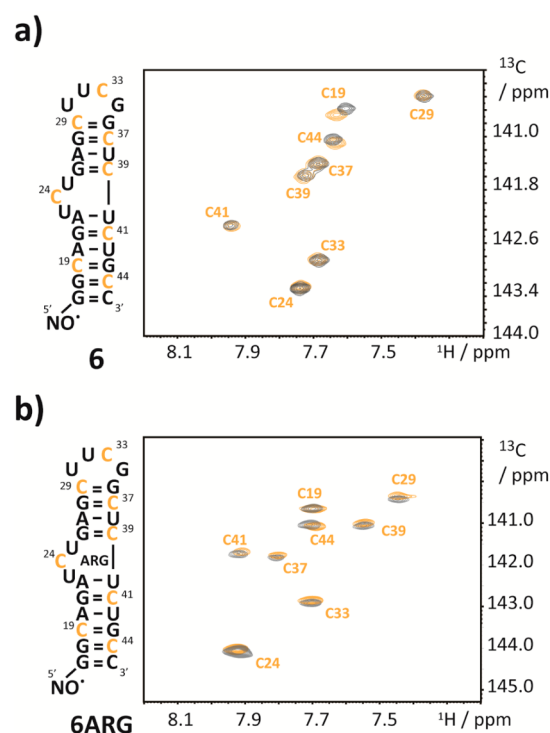 a)
33
U C
U G
29 C = G
G = C 37
A – U
G = C 39
U
24 C
U U
A – U
G = C 41
A – U
19 C = G
G = C 44
G = C
5' 3'
NO•
6
13C
/ ppm
C19
C29
C44
C37
C39
C41
C33
C24
141.0
141.8
142.6
143.4
144.0
8.1 7.9 7.7 7.5
1H / ppm
b)
33
U C
U G
29 C = G
G = C 37
A – U
G = C 39
U
24 C ARG
U U
A – U
G = C 41
A – U
19 C = G
G = C 44
G = C
5' 3'
NO•
6ARG
13C
/ ppm
C29
C19
C44
C39
C41
C37
C33
C24
141.0
142.0
143.0
144.0
145.0
8.1 7.9 7.7 7.5
1H / ppm